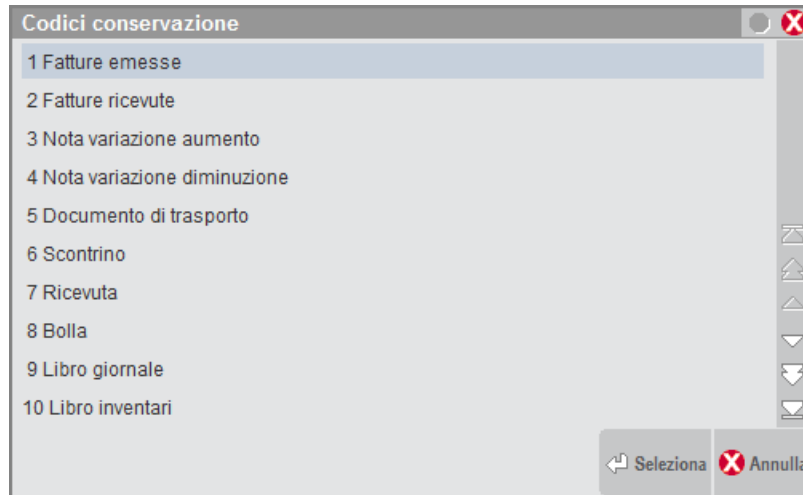 Codici conservazione
1 Fatture emesse
2 Fatture ricevute
3 Nota variazione aumento
4 Nota variazione diminuzione
5 Documento di trasporto
6 Scontrino
7 Ricevuta
8 Bolla
9 Libro giornale
10 Libro inventari
Seleziona Annulla